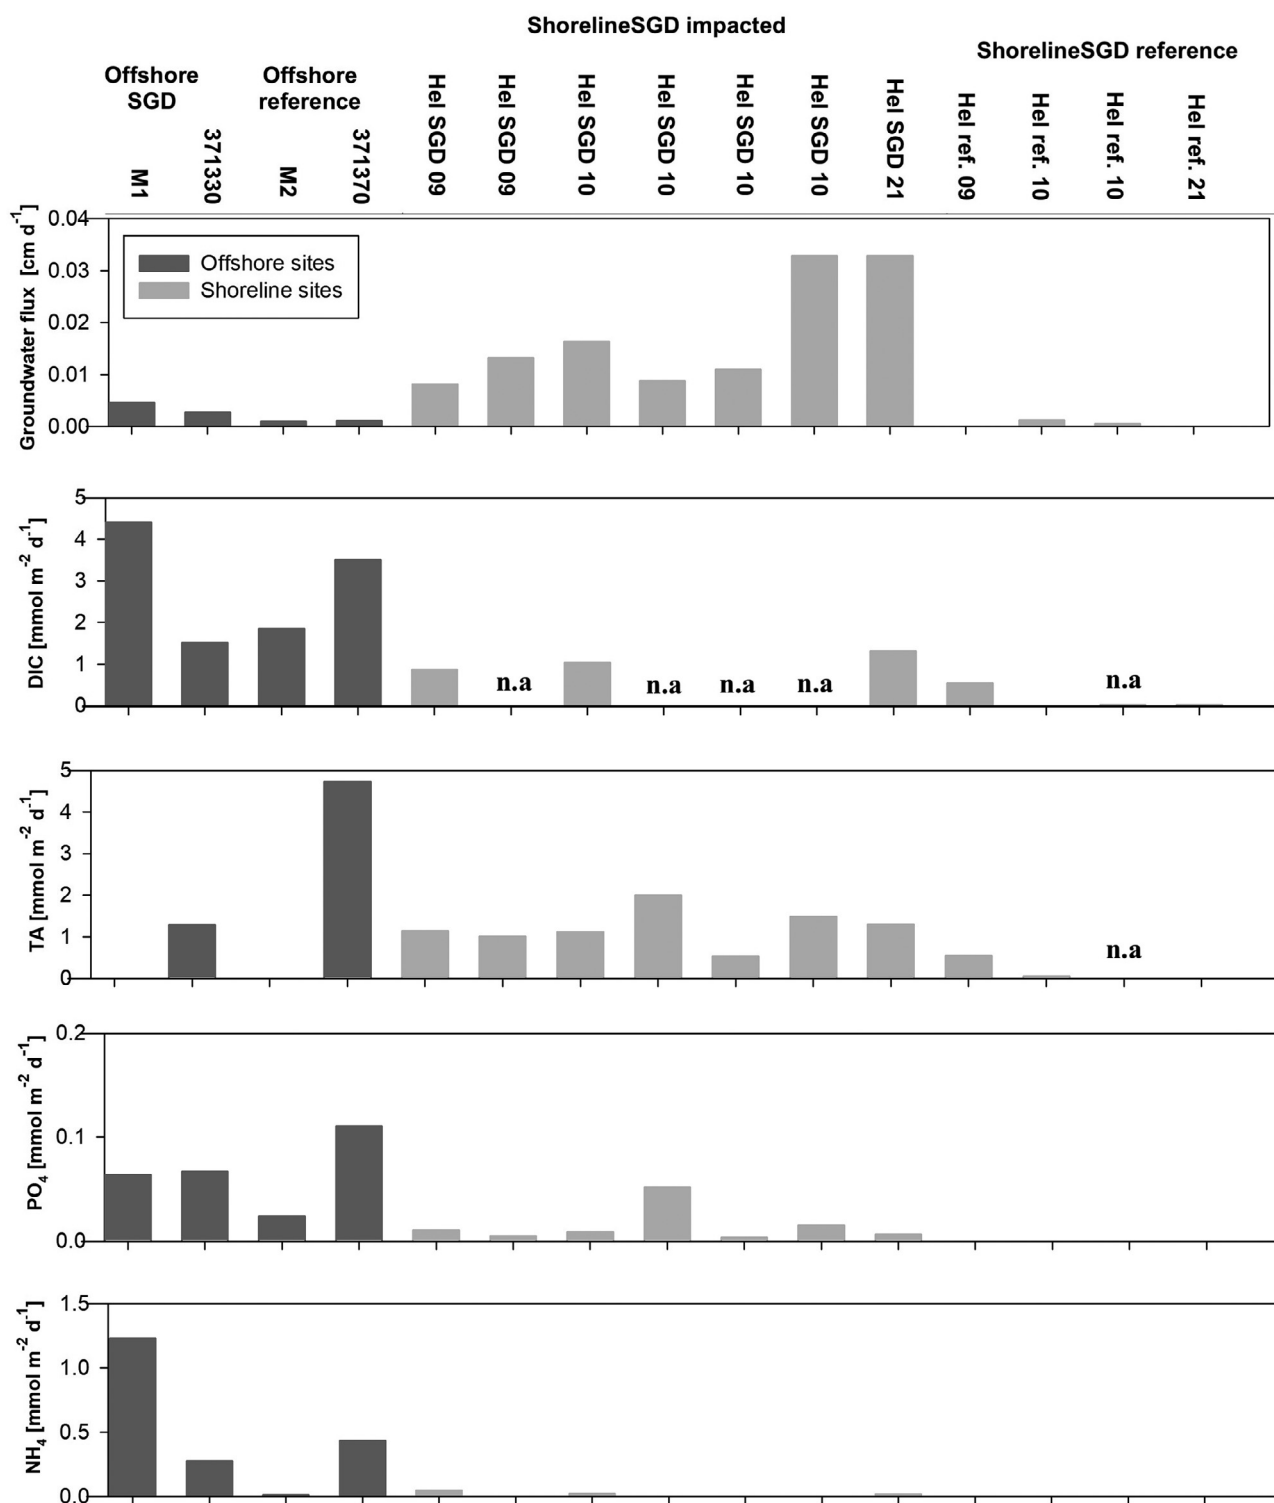 ShorelineSGD impacted
ShorelineSGD reference
Offshore
SGD
Offshore
reference
M1
371330
M2
371370
Hel SGD 09
Hel SGD 09
Hel SGD 10
Hel SGD 10
Hel SGD 10
Hel SGD 10
Hel SGD 21
Hel ref. 09
Hel ref. 10
Hel ref. 10
Hel ref. 21
Groundwater flux [cm d⁻¹]
0.04
0.03
0.02
0.01
0.00
Offshore sites
Shoreline sites
DIC [mmol m⁻² d⁻¹]
5
4
3
2
1
0
n.a
n.a
n.a
n.a
n.a
TA [mmol m⁻² d⁻¹]
5
4
3
2
1
0
n.a
PO₄ [mmol m⁻² d⁻¹]
0.2
0.1
0.0
NH₄ [mmol m⁻² d⁻¹]
1.5
1.0
0.5
0.0